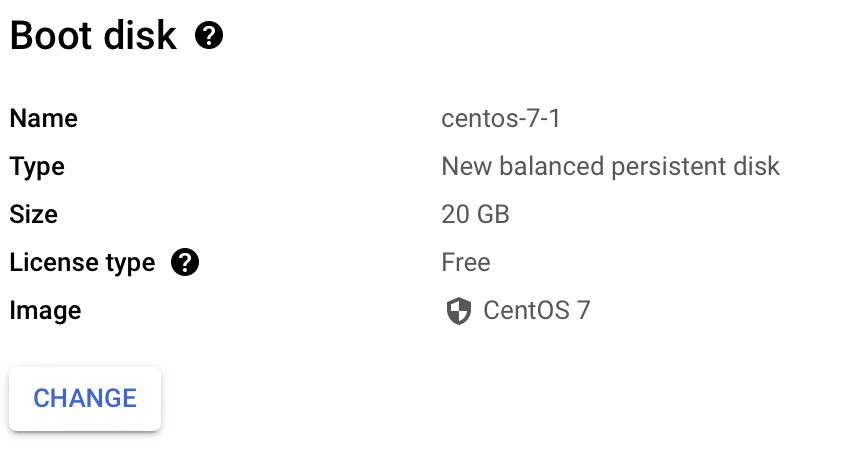 Boot disk ?
Name centos-7-1
Type New balanced persistent disk
Size 20 GB
License type ? Free
Image CentOS 7
CHANGE